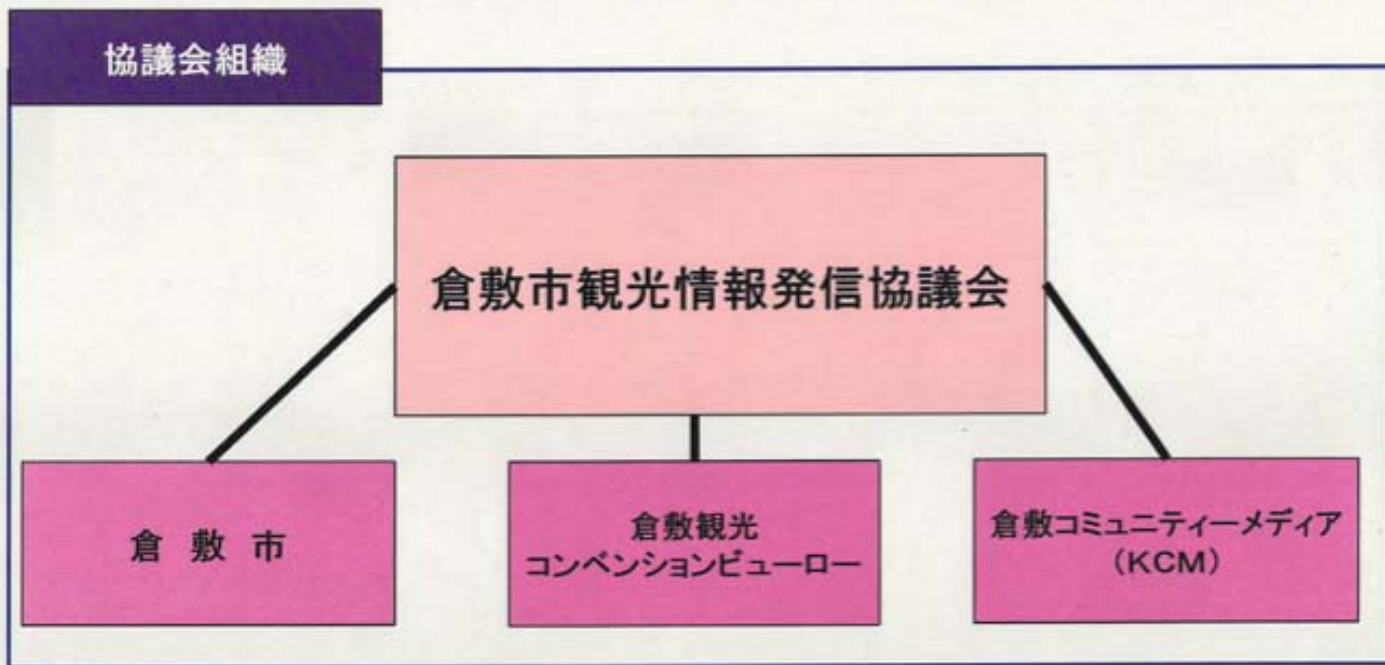 協議会組織
倉敷市観光情報発信協議会
倉 敷 市
倉敷観光
コンベンションビューロー
倉敷コミュニティーメディア
（KCM）